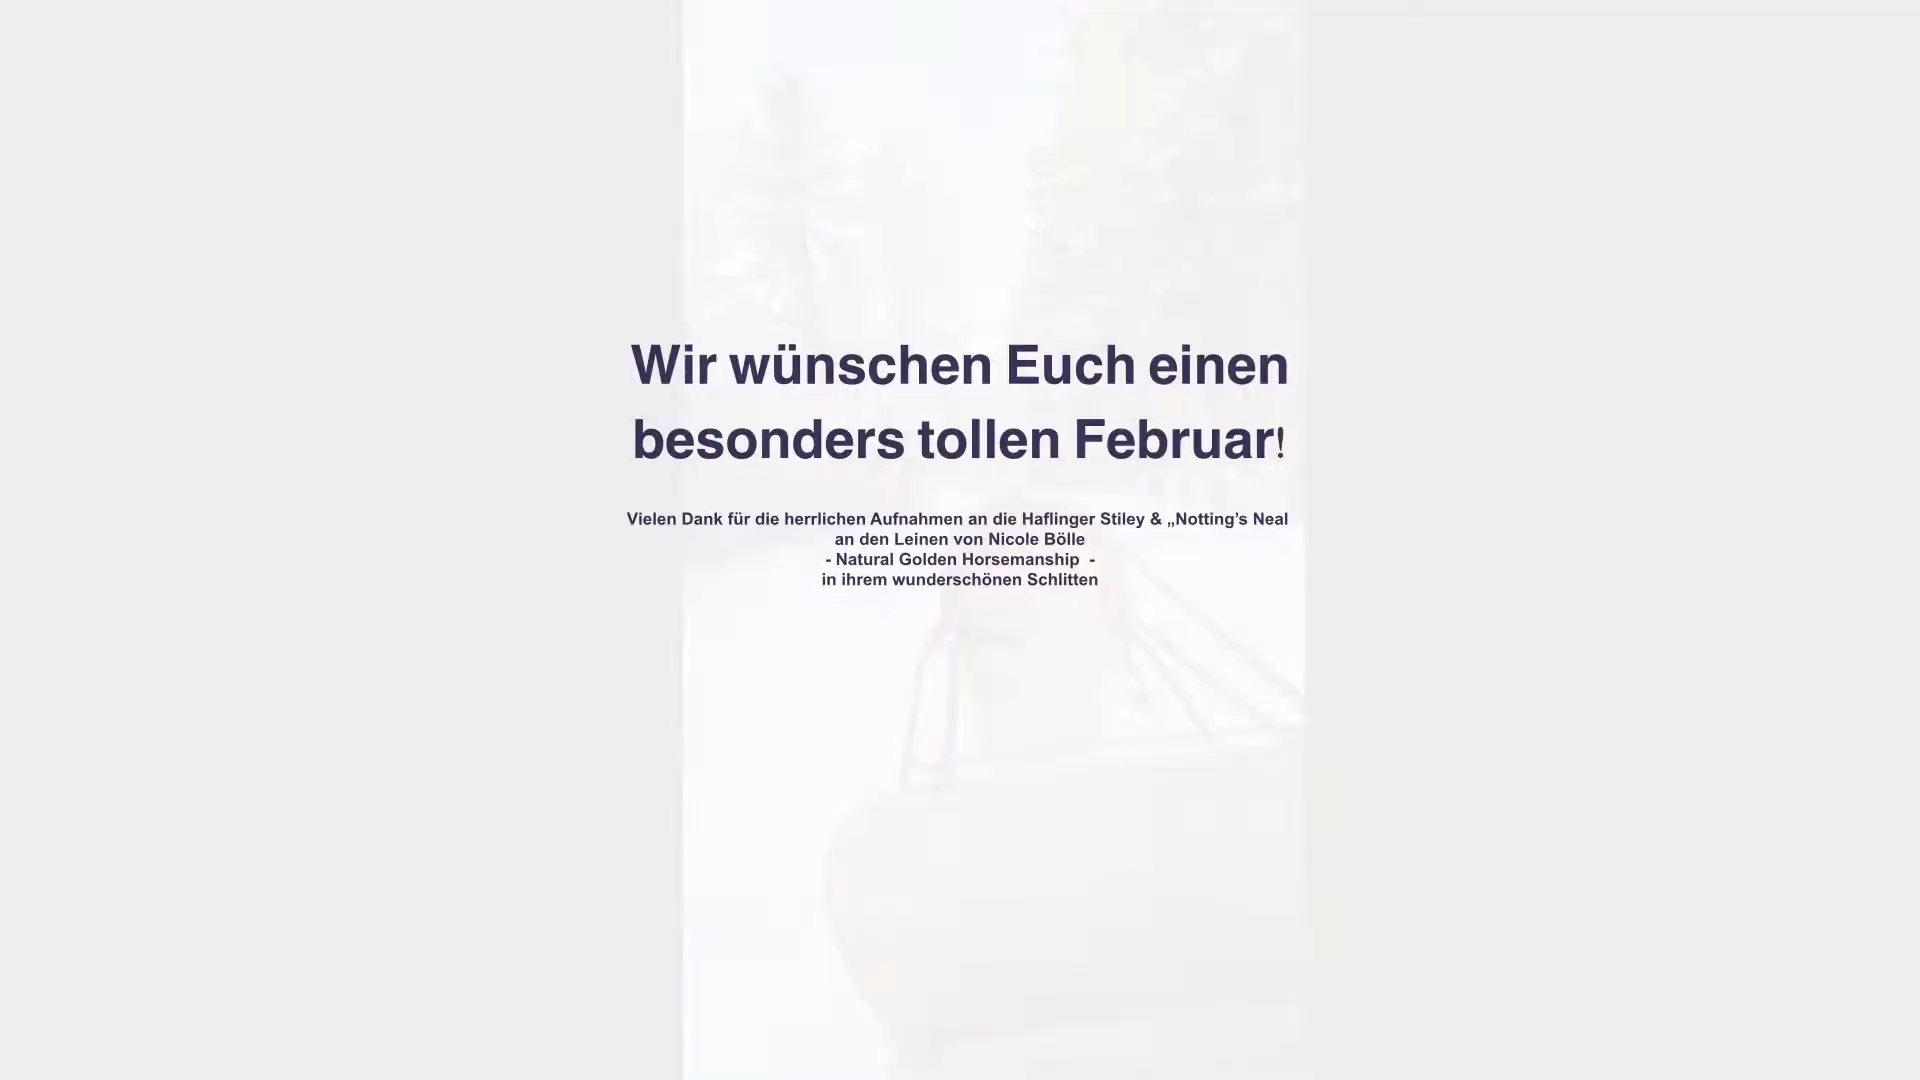 Wir wünschen Euch einen
besonders tollen Februar!
Vielen Dank für die herrlichen Aufnahmen an die Haflinger Stiley & „Notting’s Neal
an den Leinen von Nicole Bölle
- Natural Golden Horsemanship  -
in ihrem wunderschönen Schlitten